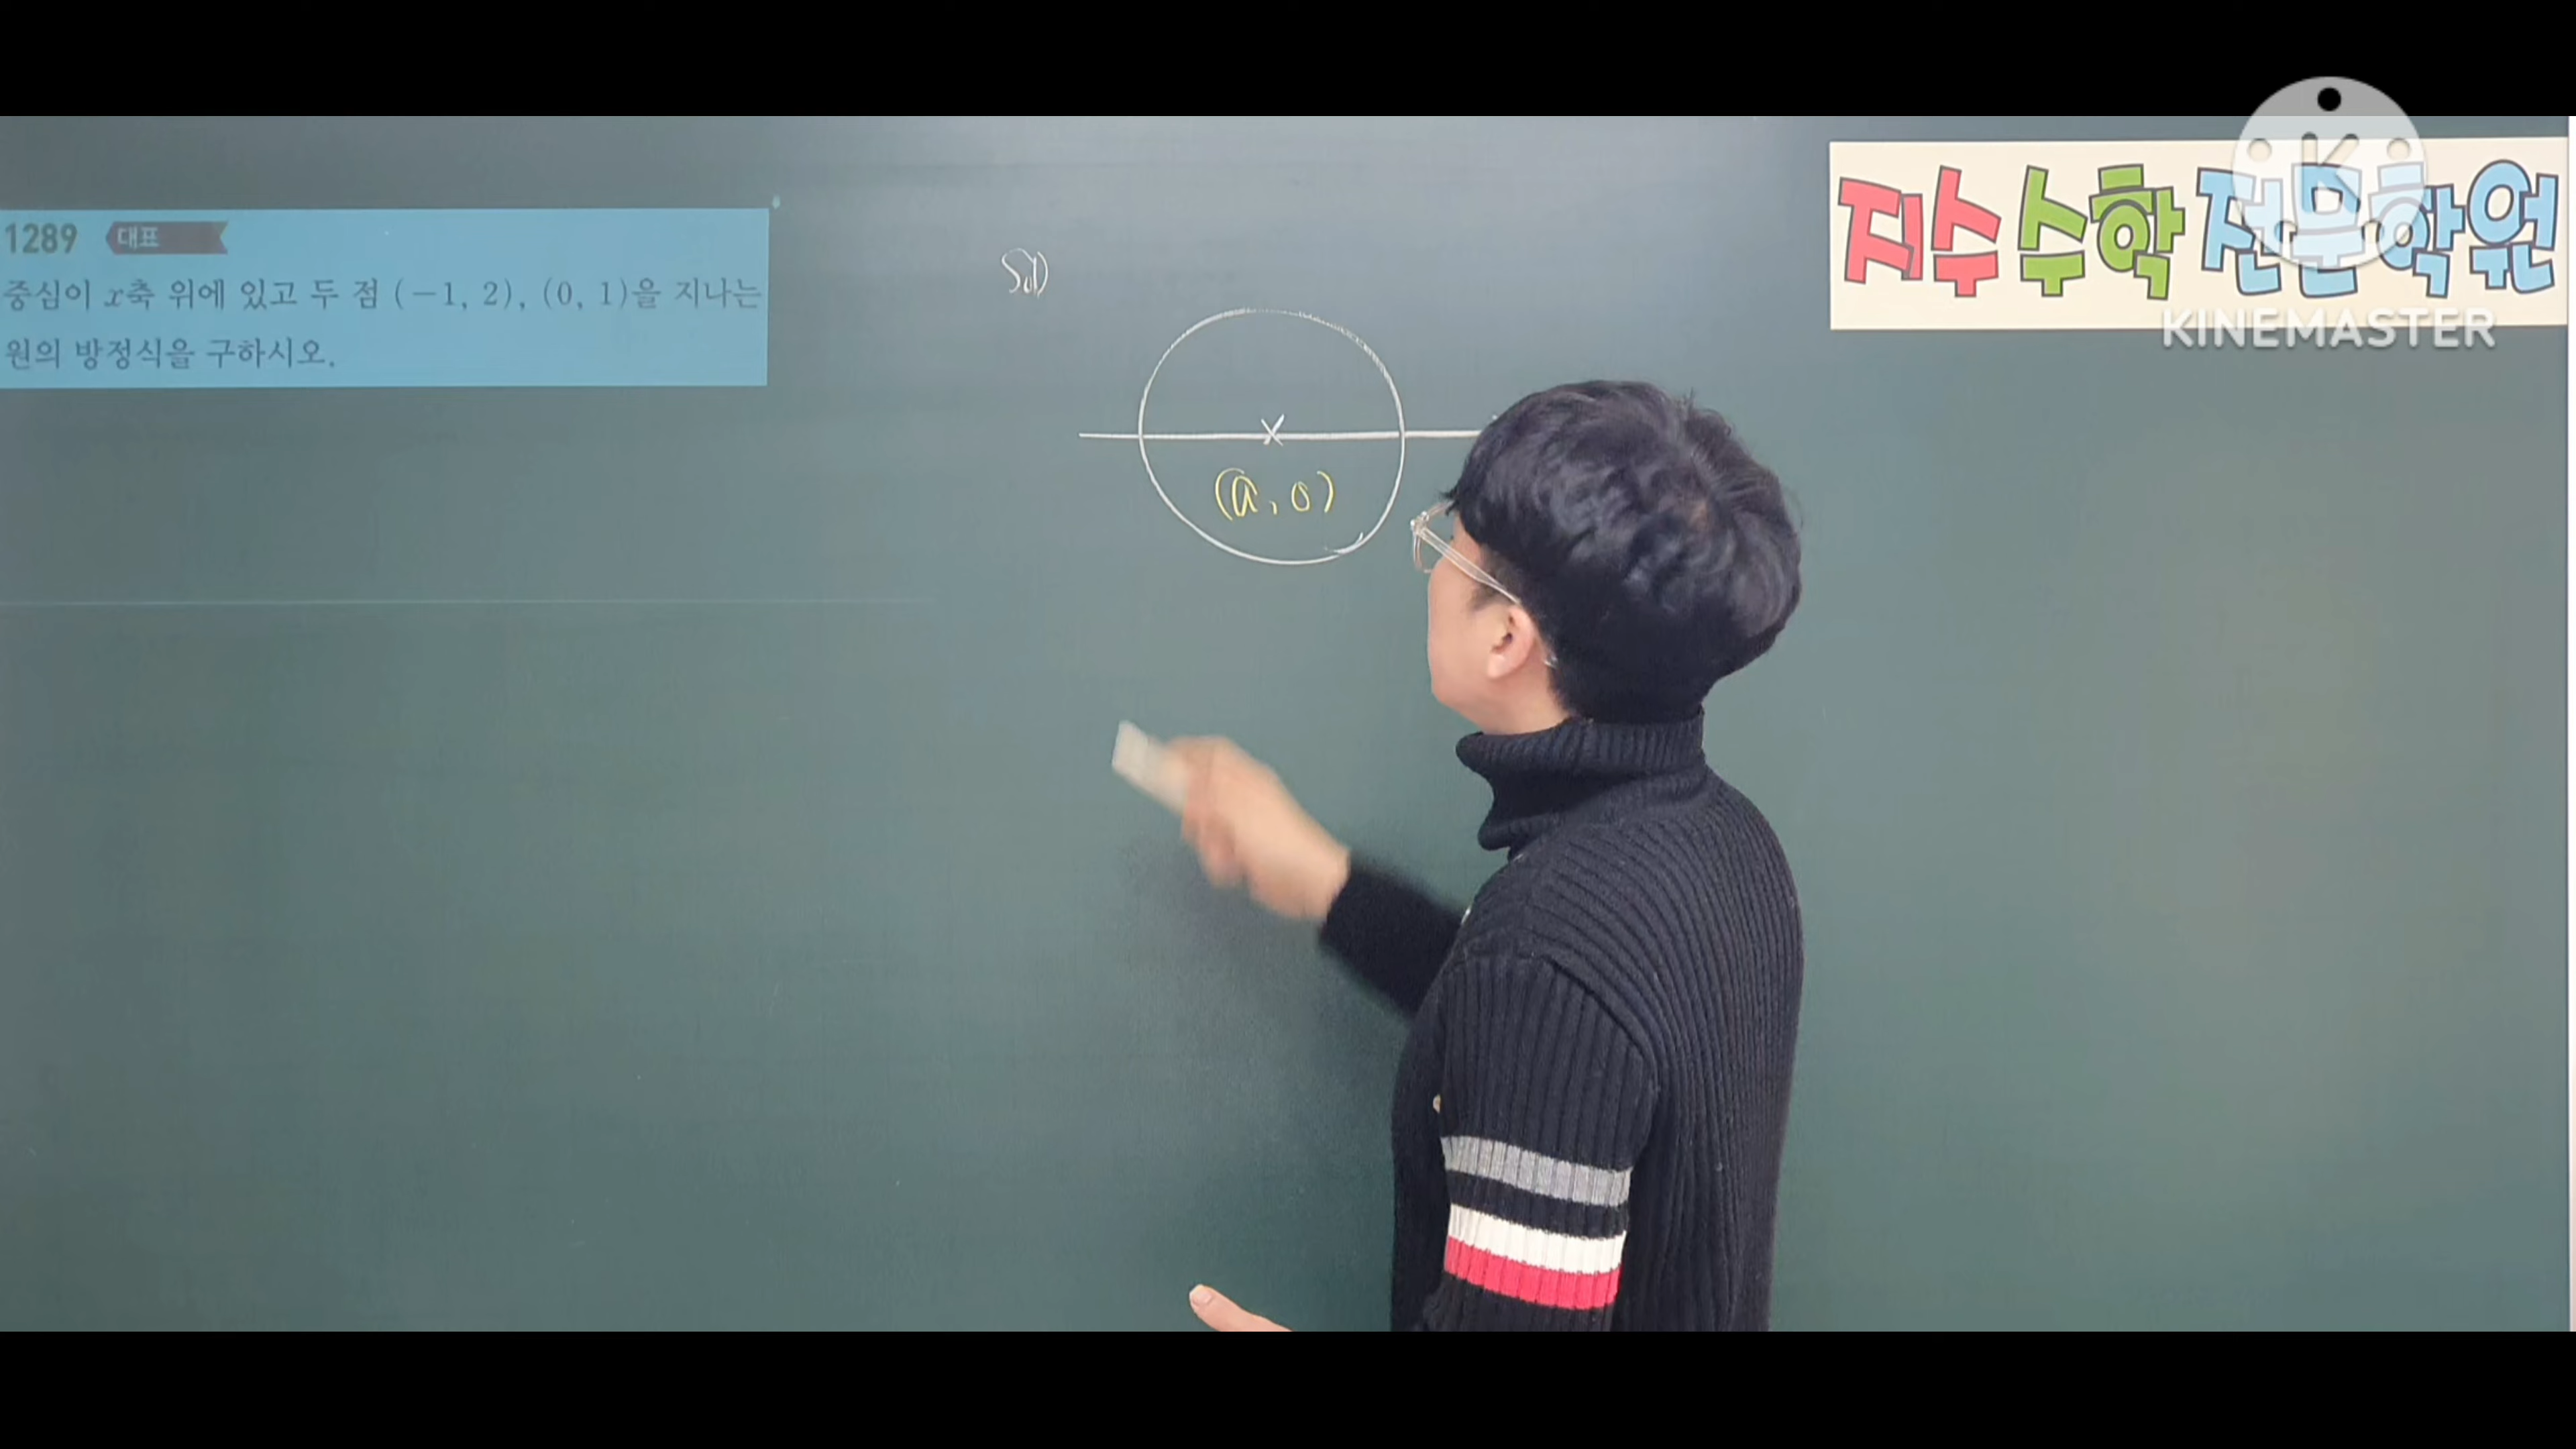 1289 대표
중심이 x축 위에 있고 두 점 (-1, 2), (0, 1)을 지나는
원의 방정식을 구하시오.
Sol)
(a, 0)
지수수학전문학원
K
KINEMASTER